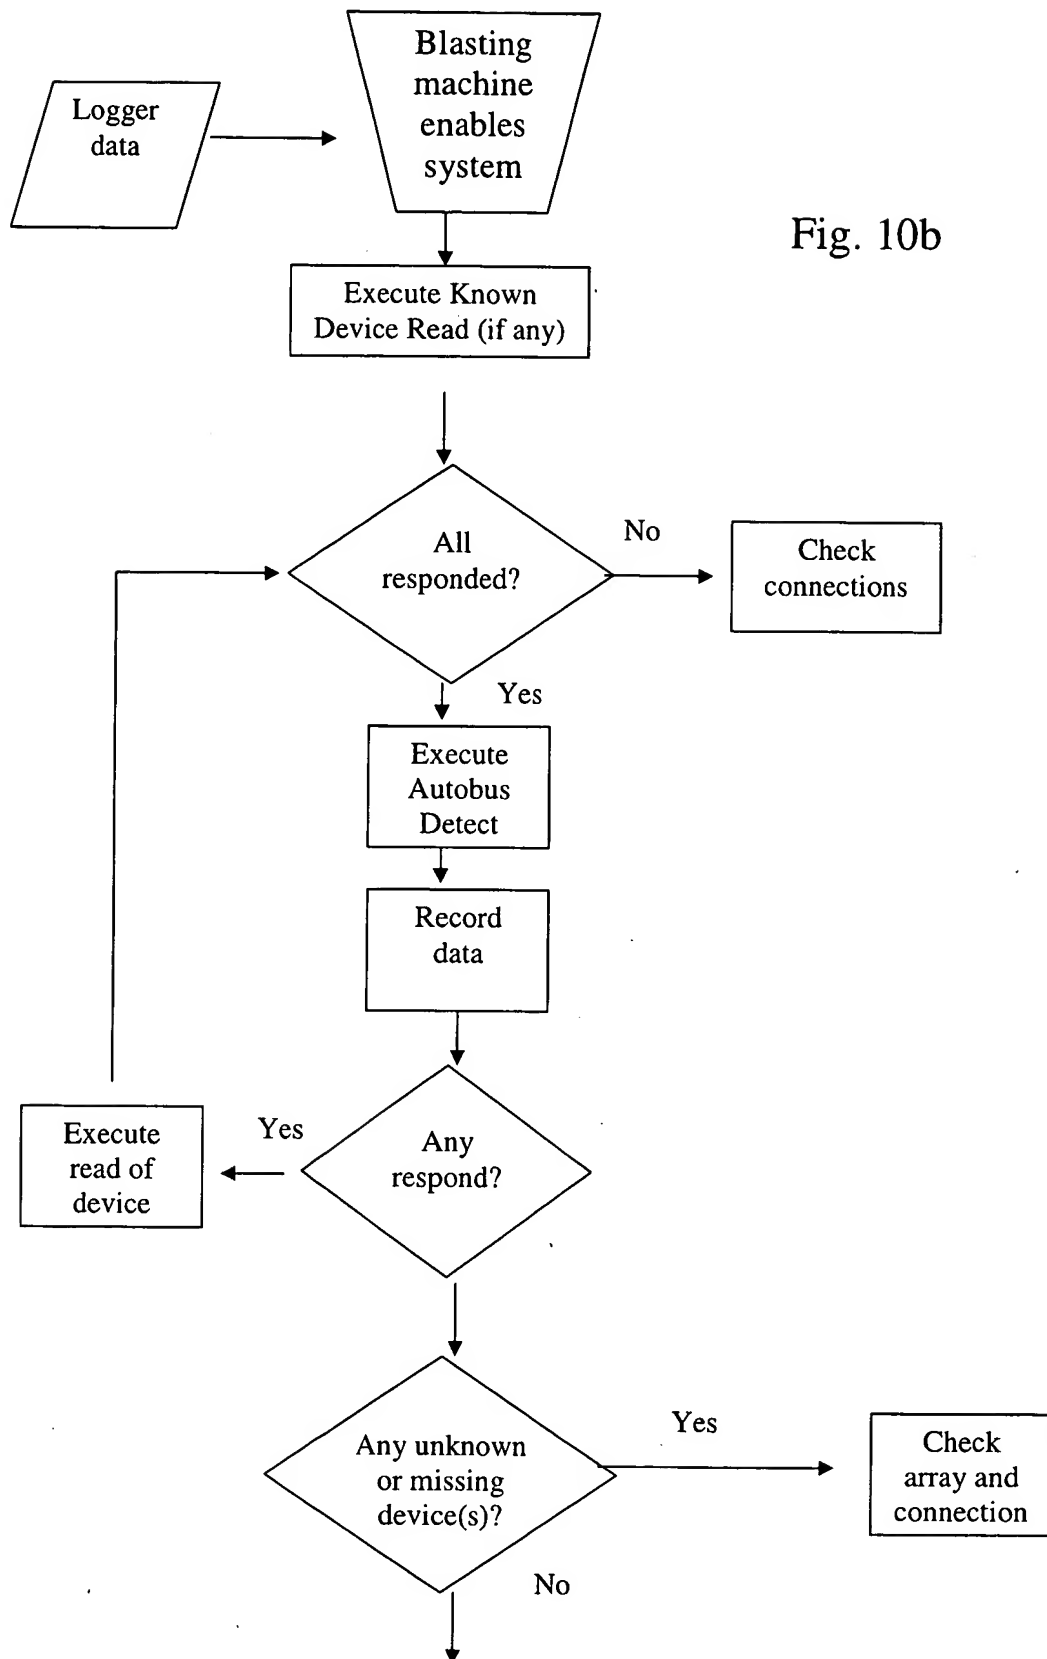 Logger
data
Blasting
machine
enables
system
Fig. 10b
Execute Known
Device Read (if any)
All
responded?
No
Check
connections
Yes
Execute
Autobus
Detect
Record
data
Any
respond?
Yes
Execute
read of
device
Any unknown
or missing
device(s)?
Yes
Check
array and
connection
No